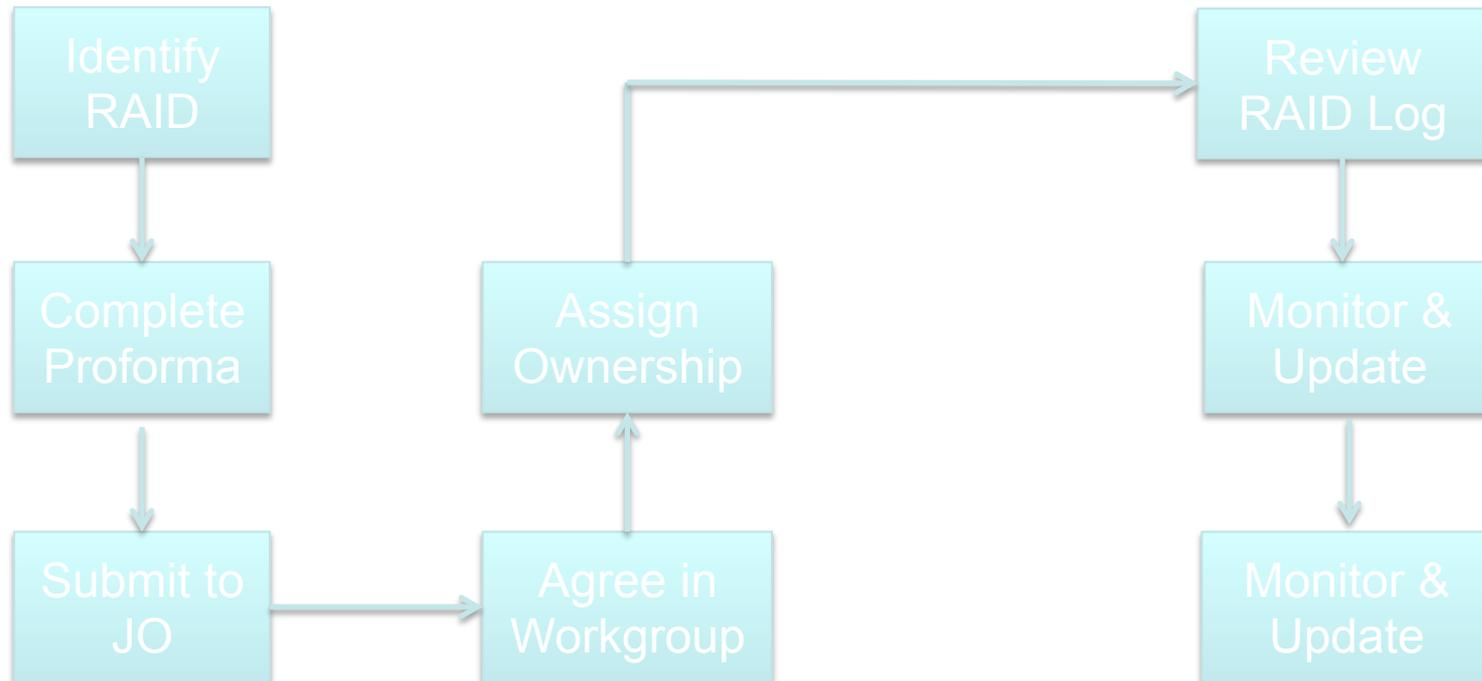 Identify
RAID
Complete
Proforma
Submit to
JO
Agree in
Workgroup
Assign
Ownership
Review
RAID Log
Monitor &
Update
Monitor &
Update